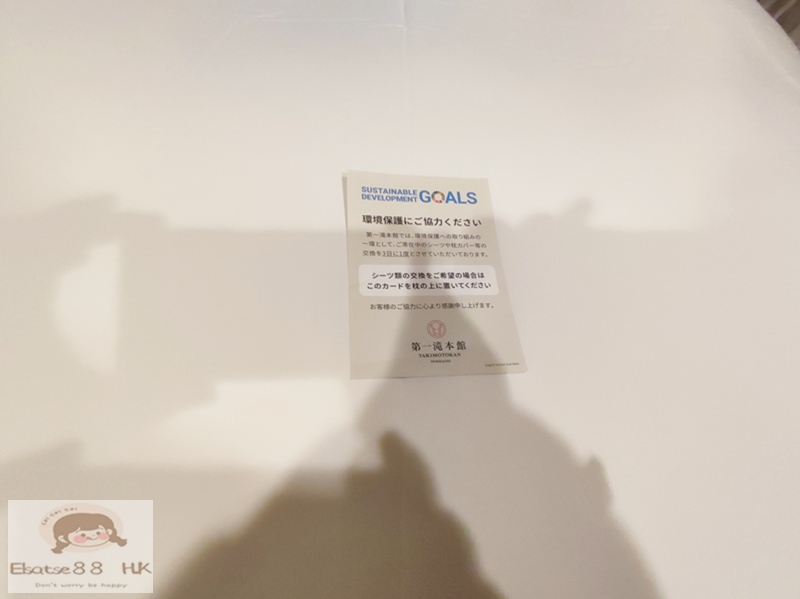 SUSTAINABLE
DEVELOPMENT GOALS
環境保護にご協力ください
第一滝本館では、環境保護への取り組みの
一環として、ご滞在中のシーツや枕カバー等の
交換を3日に1度とさせていただいております。
シーツ類の交換をご希望の場合は
このカードを枕の上に置いてください
お客様のご協力に心より感謝申し上げます。
第一滝本館
TAKIMOTOKAN
Elsatse88 HK
Don't worry be happy